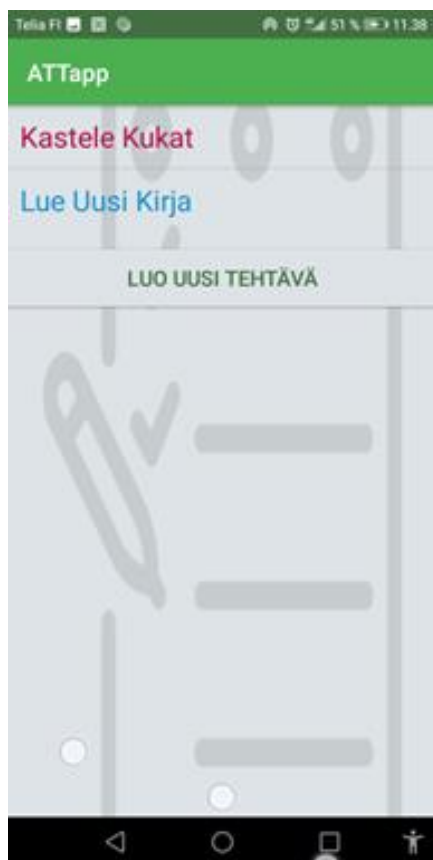 Telia FI 51 % 11.38
ATTapp
Kastele Kukat
Lue Uusi Kirja
LUO UUSI TEHTÄVÄ